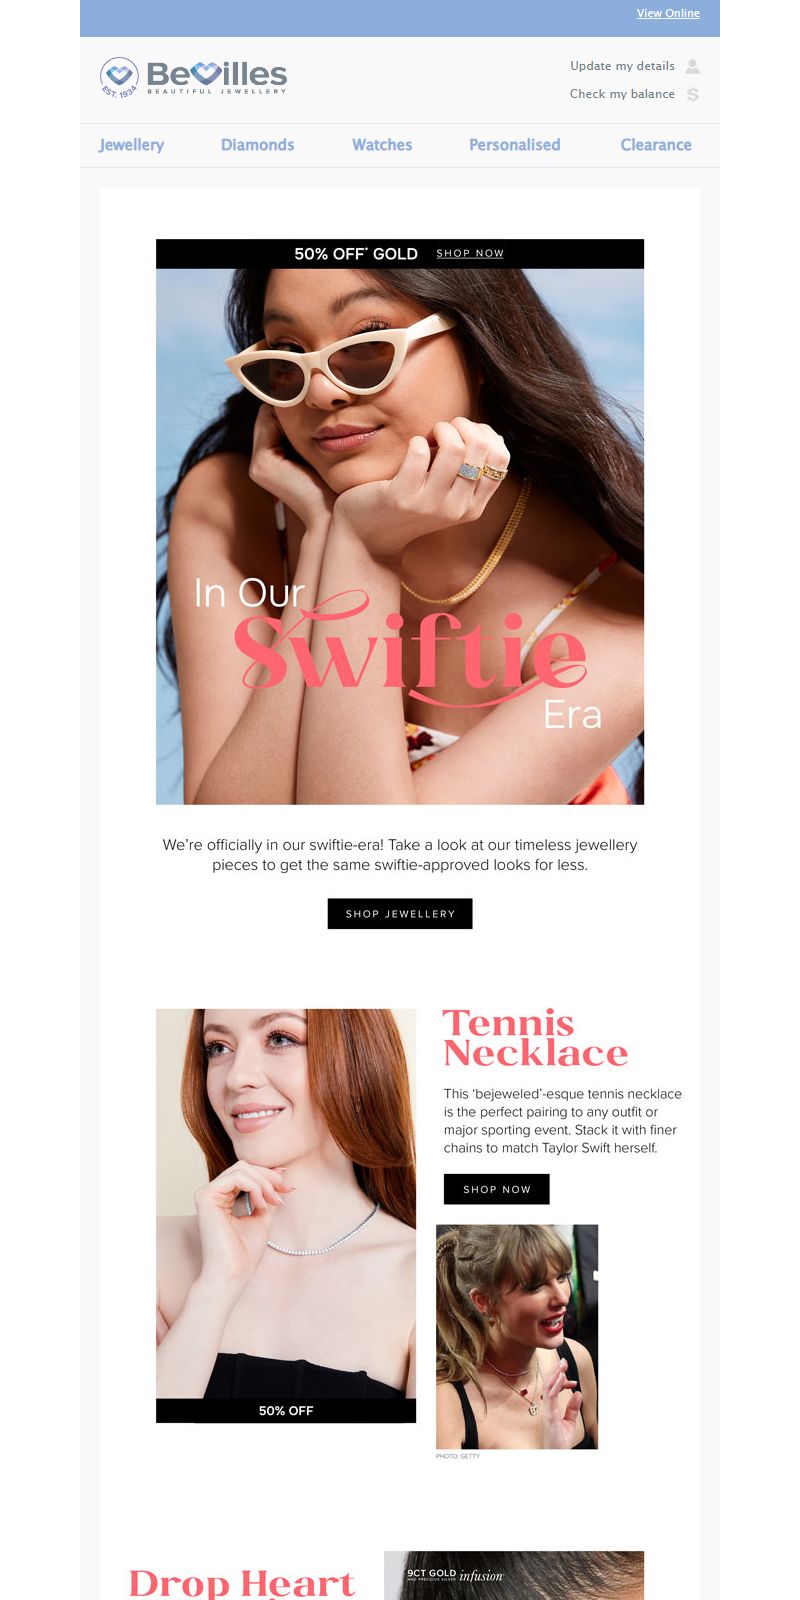 View Online
BeVilles
BEAUTIFUL JEWELLERY
EST. 1934
Update my details
Check my balance
Jewellery Diamonds Watches Personalised Clearance
50% OFF* GOLD SHOP NOW
In Our
Swiftie
Era
We're officially in our swiftie-era! Take a look at our timeless jewellery
pieces to get the same swiftie-approved looks for less.
SHOP JEWELLERY
Tennis
Necklace
This ‘bejeweled’-esque tennis necklace
is the perfect pairing to any outfit or
major sporting event. Stack it with finer
chains to match Taylor Swift herself.
SHOP NOW
50% OFF
PHOTO: GETTY
Drop Heart
9CT GOLD infusion
AND PRECIOUS SILVER